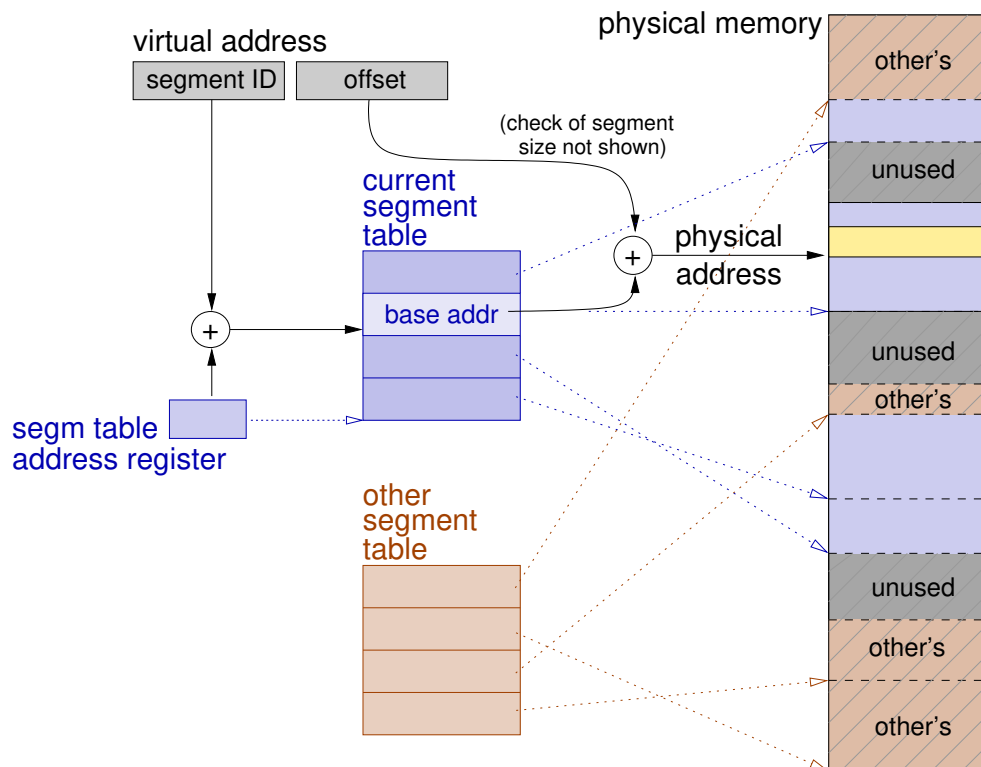 virtual address
segment ID
offset
(check of segment
size not shown)
current
segment
table
base addr
+
+
physical
address
segm table
address register
other
segment
table
physical memory
other's
unused
unused
other's
unused
other's
other's